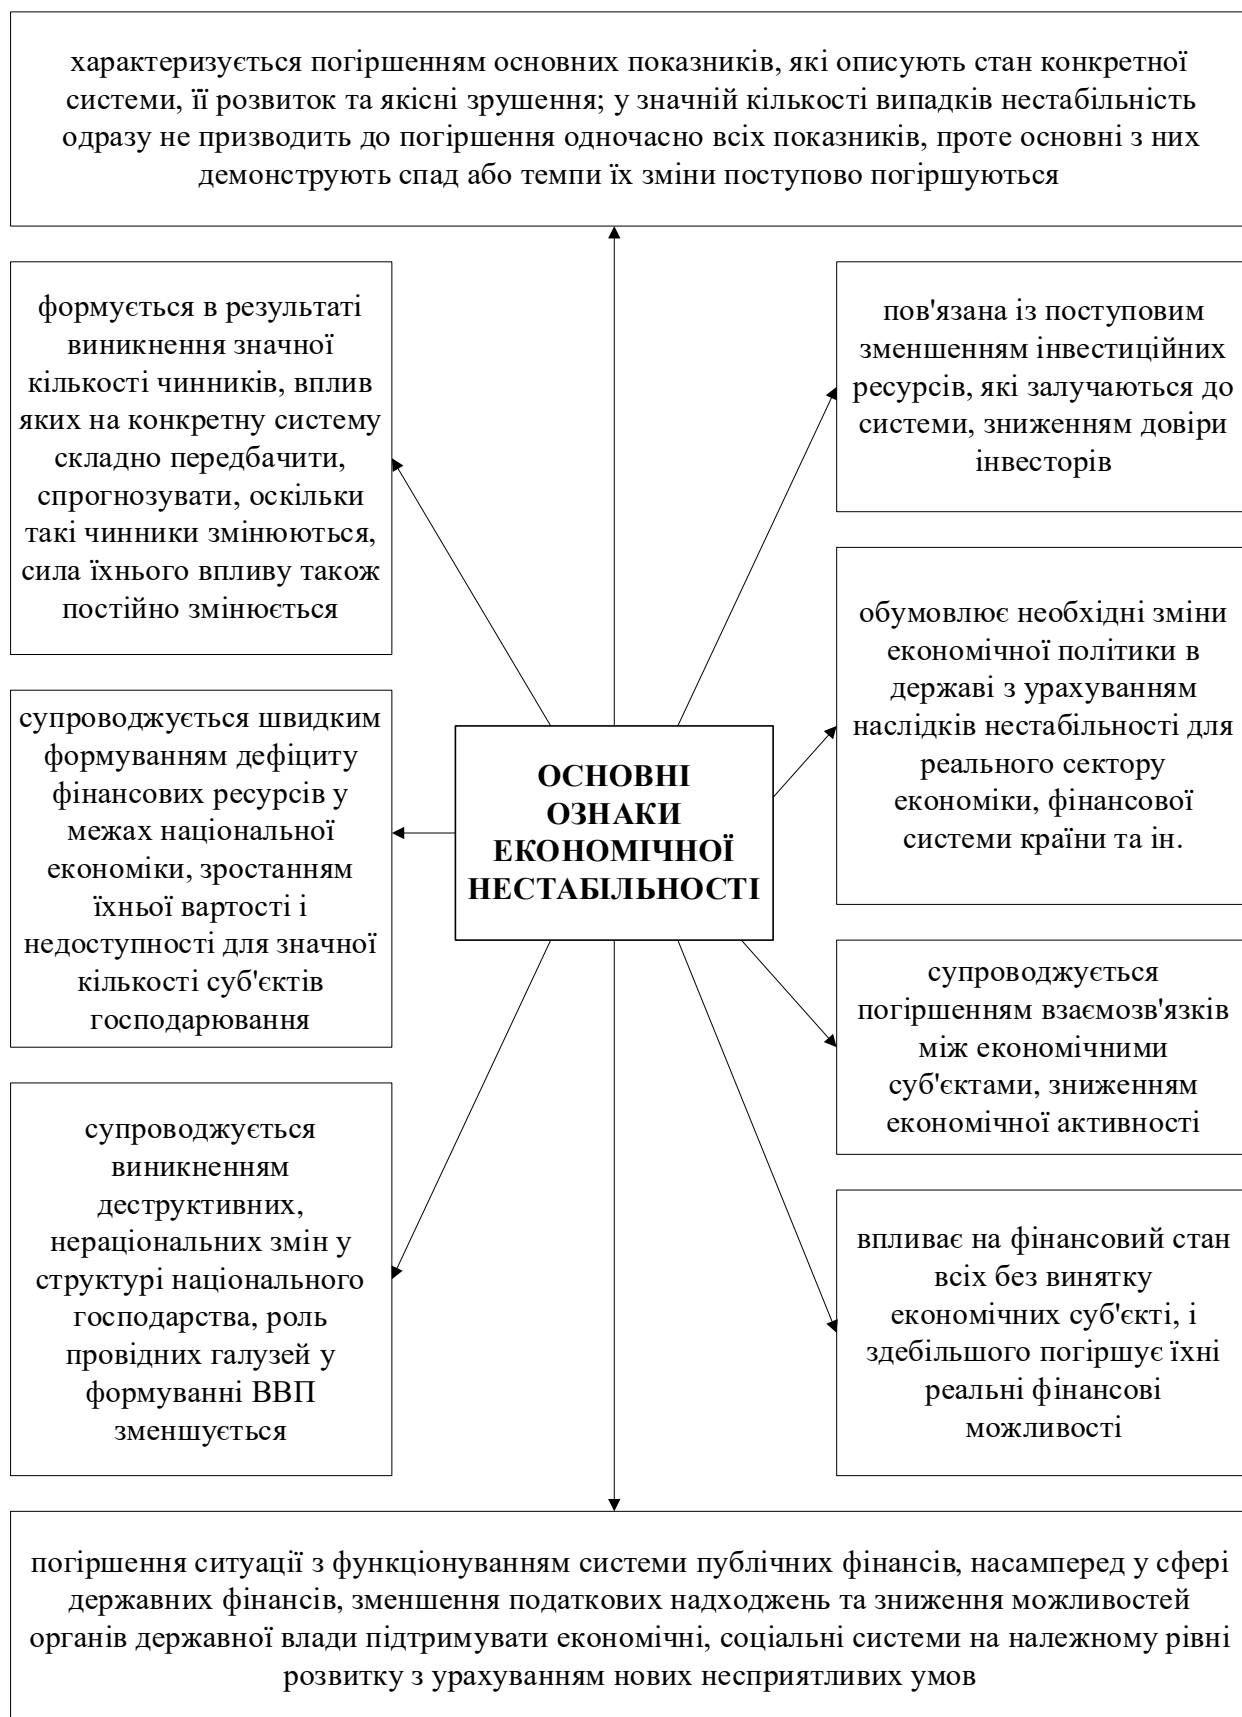 характеризується погіршенням основних показників, які описують стан конкретної
системи, її розвиток та якісні зрушення; у значній кількості випадків нестабільність
одразу не призводить до погіршення одночасно всіх показників, проте основні з них
демонструють спад або темпи їх зміни поступово погіршуються
формується в результаті
виникнення значної
кількості чинників, вплив
яких на конкретну систему
складно передбачити,
спрогнозувати, оскільки
такі чинники змінюються,
сила їхнього впливу також
постійно змінюється
пов'язана із поступовим
зменшенням інвестиційних
ресурсів, які залучаються до
системи, зниженням довіри
інвесторів
обумовлює необхідні зміни
економічної політики в
державі з урахуванням
наслідків нестабільності для
реального сектору
економіки, фінансової
системи країни та ін.
супроводжується швидким
формуванням дефіциту
фінансових ресурсів у
межах національної
економіки, зростанням
їхньої вартості і
недоступності для значної
кількості суб'єктів
господарювання
ОСНОВНІ
ОЗНАКИ
ЕКОНОМІЧНОЇ
НЕСТАБІЛЬНОСТІ
супроводжується
погіршенням взаємозв'язків
між економічними
суб'єктами, зниженням
економічної активності
супроводжується
виникненням
деструктивних,
нераціональних змін у
структурі національного
господарства, роль
провідних галузей у
формуванні ВВП
зменшується
впливає на фінансовий стан
всіх без винятку
економічних суб'єкті, і
здебільшого погіршує їхні
реальні фінансові
можливості
погіршення ситуації з функціонуванням системи публічних фінансів, насамперед у сфері
державних фінансів, зменшення податкових надходжень та зниження можливостей
органів державної влади підтримувати економічні, соціальні системи на належному рівні
розвитку з урахуванням нових несприятливих умов